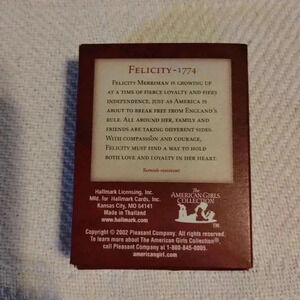 FELICITY-1774
FELICITY MERRIMAN IS GROWING UP
AT A TIME OF FIERCE LOYALTY AND FIERY
INDEPENDENCE, JUST AS AMERICA IS
ABOUT TO BREAK FREE FROM ENGLAND'S
RULE. ALL AROUND HER, FAMILY AND
FRIENDS ARE TAKING DIFFERENT SIDES.
WITH COMPASSION AND COURAGE,
FELICITY MUST FIND A WAY TO HOLD
BOTH LOVE AND LOYALTY IN HER HEART.
Tarnish-resistant
Hallmark Licensing, Inc.
Mfd. for Hallmark Cards, Inc.
Kansas City, MO 64141
Made in Thailand
www.hallmark.com
The
AMERICAN GIRLS
COLLECTION
TM
Copyright © 2002 Pleasant Company. All rights reserved.
To learn more about The American Girls Collection®,
call Pleasant Company at 1-800-845-0005.
americangirl.com